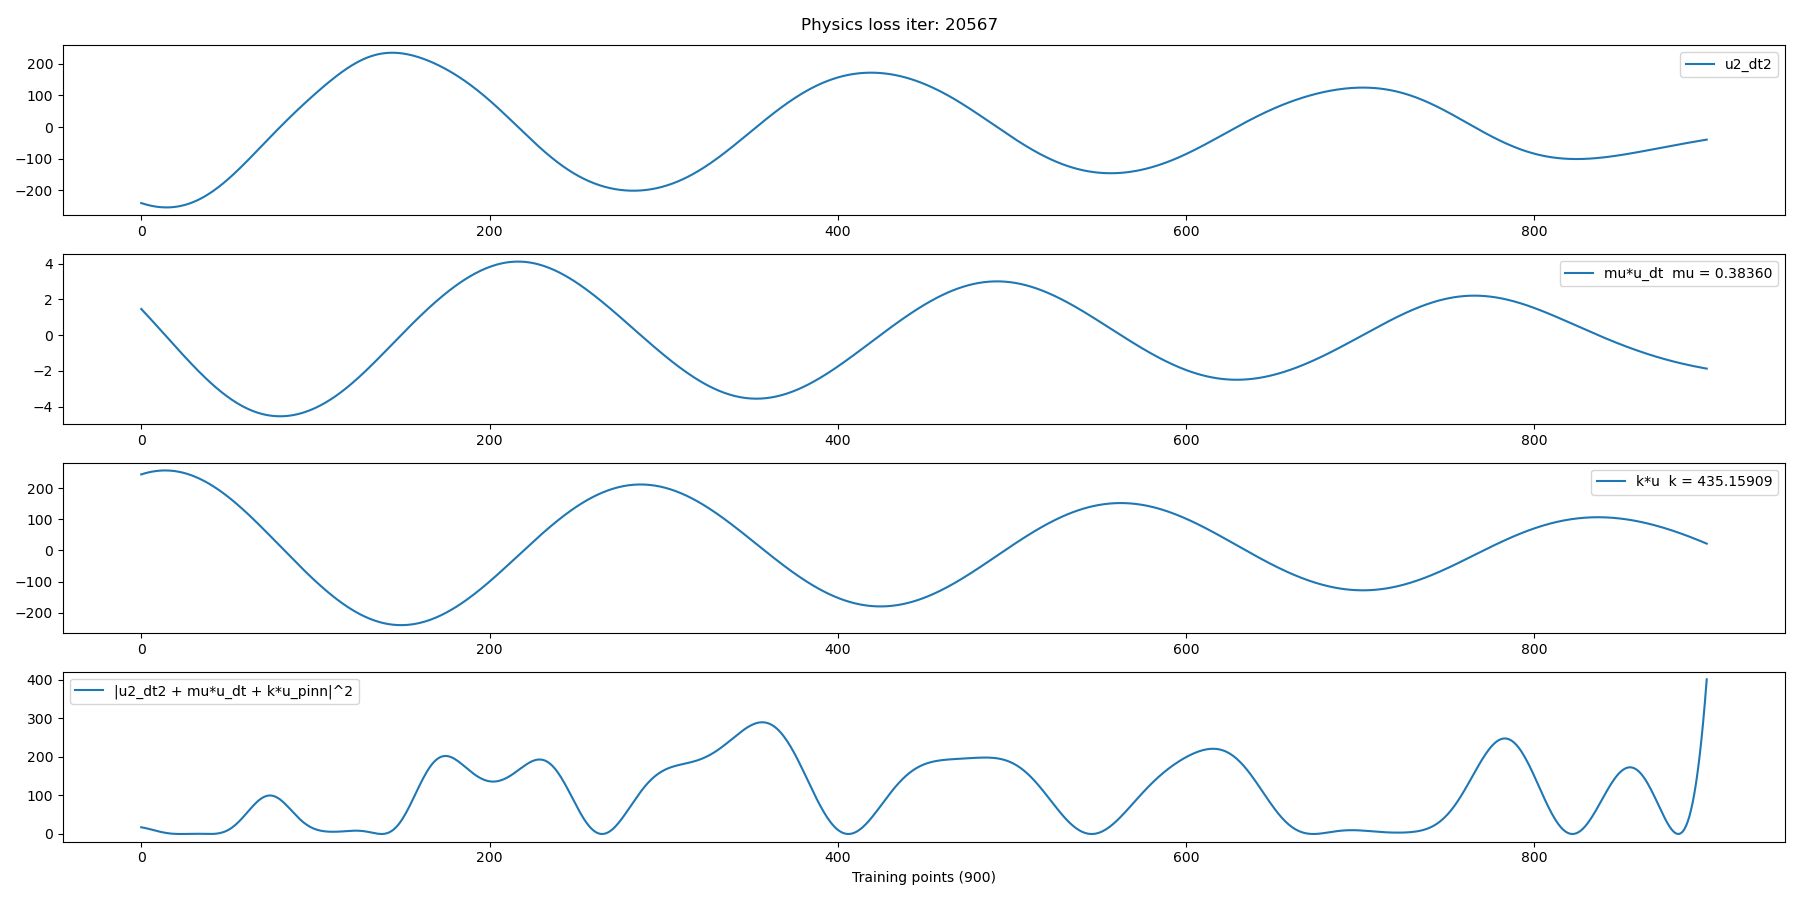 Physics loss iter: 20567
200
100
0
−100
−200
u2_dt2
0 200 400 600 800
4
2
0
−2
−4
mu*u_dt  mu = 0.38360
0 200 400 600 800
200
100
0
−100
−200
k*u  k = 435.15909
0 200 400 600 800
400
300
200
100
0
|u2_dt2 + mu*u_dt + k*u_pinn|^2
0 200 400 600 800
Training points (900)